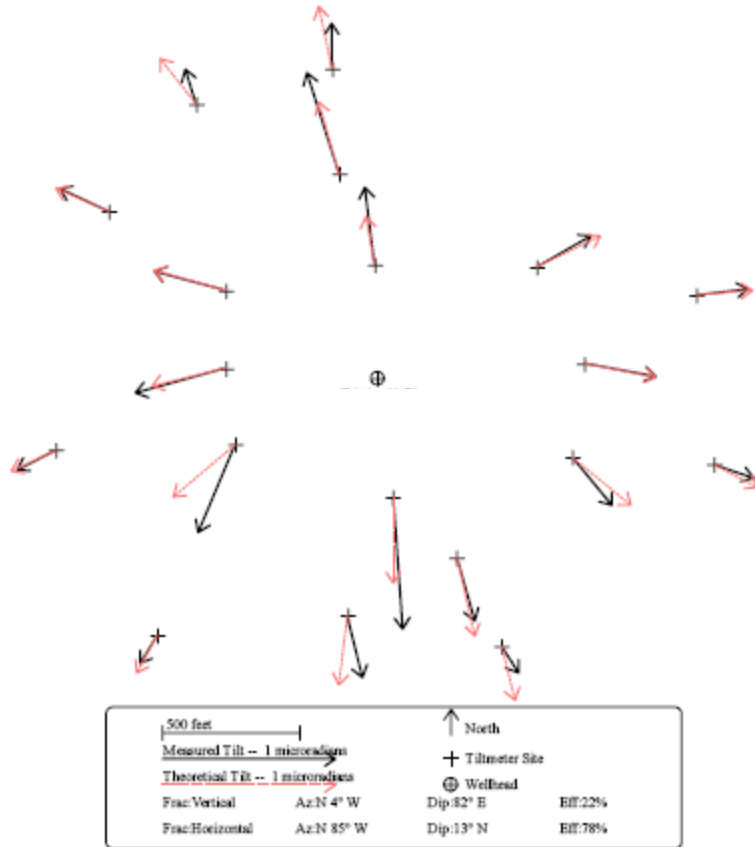 500 feet
North
Measured Tilt -- 1 microradians
Tiltmeter Site
Theoretical Tilt -- 1 microradians
Wellhead
Frac:Vertical Az:N 4° W Dip:82° E Eff:22%
Frac:Horizontal Az:N 85° W Dip:13° N Eff:78%